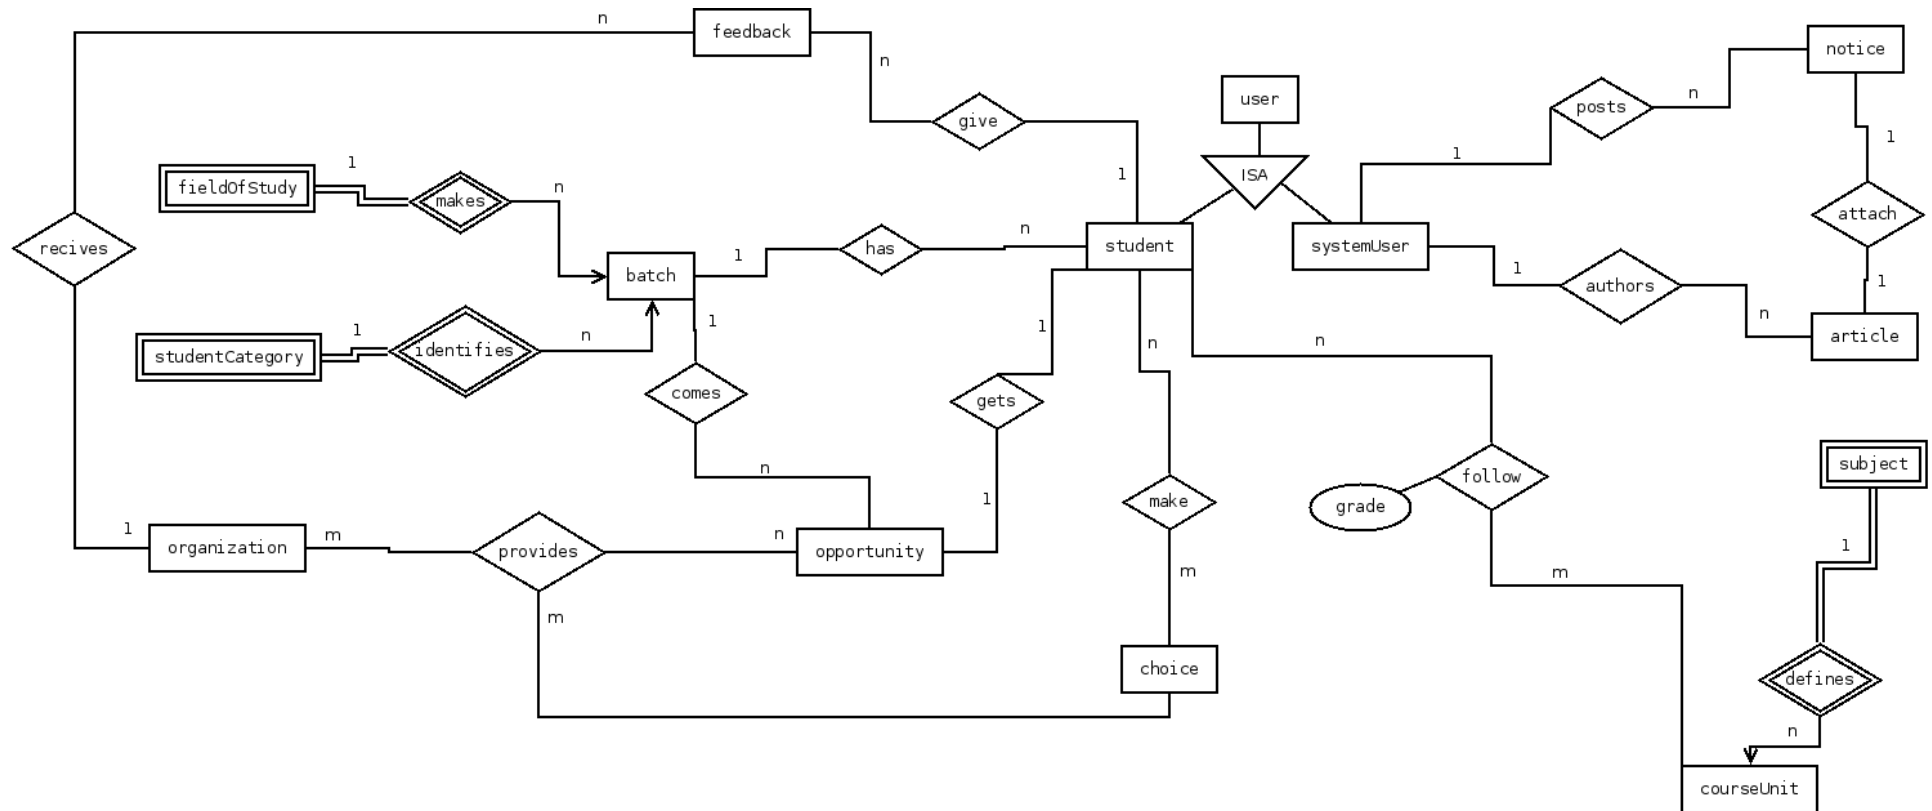 n
feedback
n
give
1
user
ISA
posts
n
notice
1
1
attach
1
fieldOfStudy
1
makes
n
recives
batch
1
has
n
student
systemUser
1
authors
n
article
studentCategory
1
identifies
n
1
comes
n
1
gets
1
n
make
m
n
follow
grade
m
subject
1
defines
n
courseUnit
1
organization
m
provides
n
opportunity
m
choice